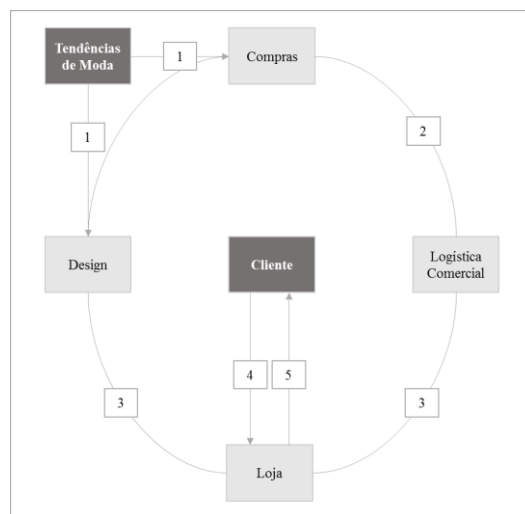 Tendências
de Moda
1
Compras
1
2
Design
Cliente
Logística
Comercial
4
5
3
3
Loja